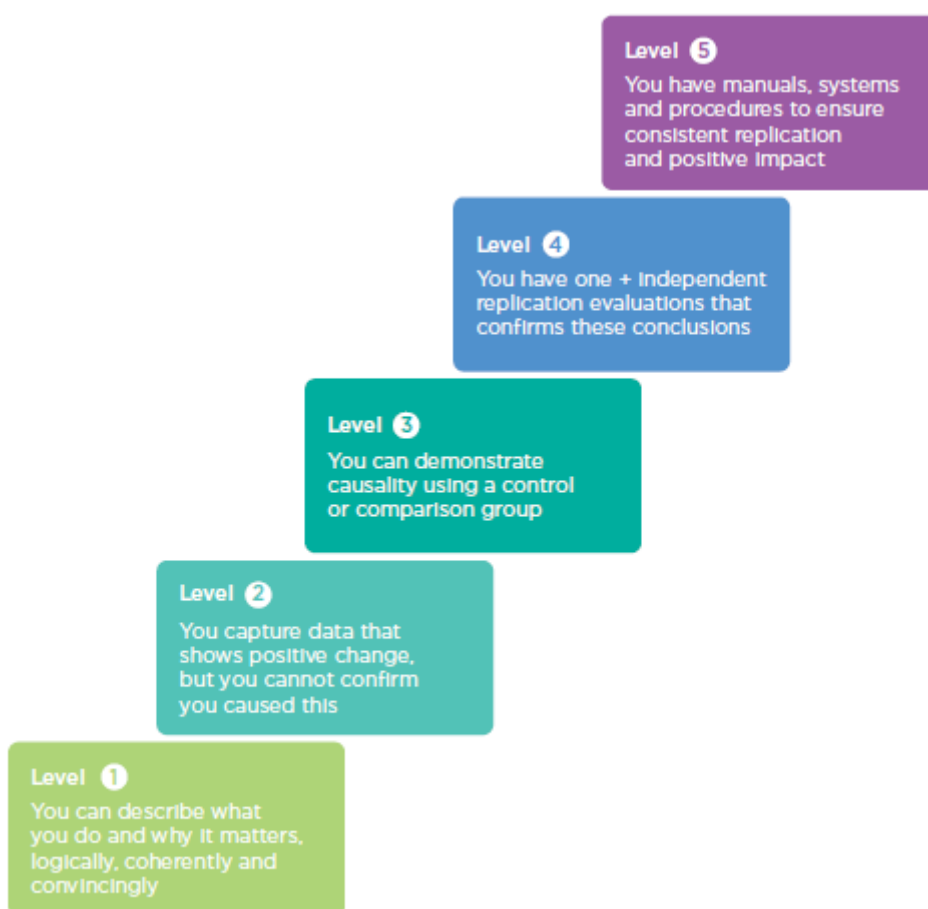 Level 5
You have manuals, systems
and procedures to ensure
consistent replication
and positive impact
Level 4
You have one + independent
replication evaluations that
confirms these conclusions
Level 3
You can demonstrate
causality using a control
or comparison group
Level 2
You capture data that
shows positive change,
but you cannot confirm
you caused this
Level 1
You can describe what
you do and why it matters,
logically, coherently and
convincingly